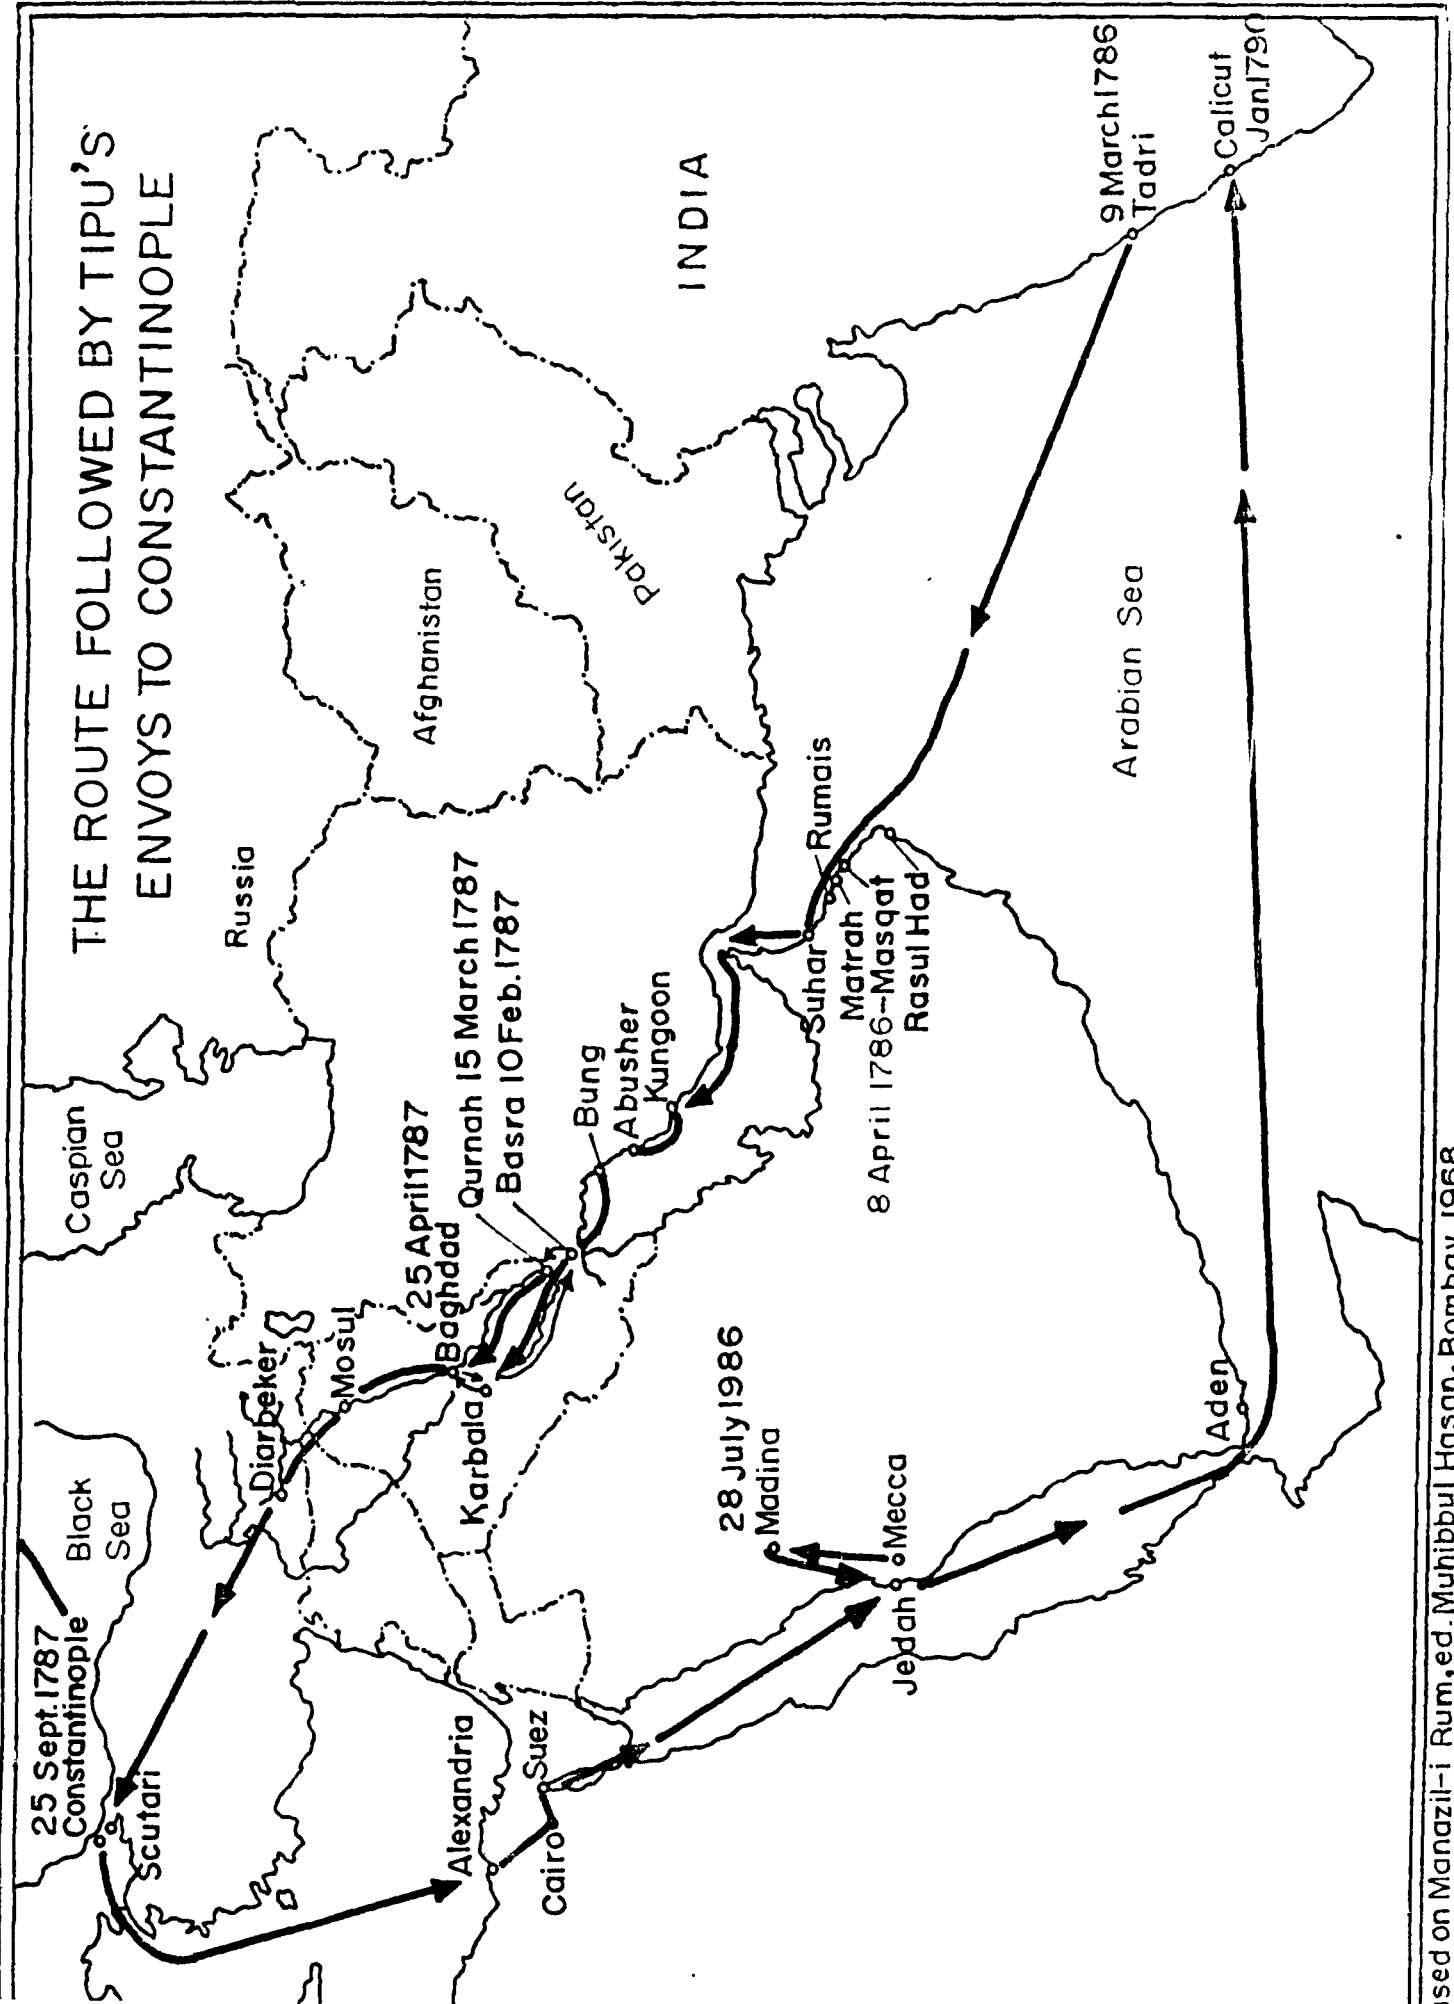 THE ROUTE FOLLOWED BY TIPU'S
ENVOYS TO CONSTANTINOPLE
25 Sept.1787
Constantinople
Scutari
Black
Sea
Caspian
Sea
Russia
Diarbeker
Mosul
25 April1787
Baghdad
Qurnah 15 March 1787
Basra 10 Feb.1787
Karbala
Bung
Abusher
Kungoon
Afghanistan
Pakistan
INDIA
Alexandria
Suez
Cairo
28 July 1986
Madina
Mecca
Jedah
Suhar
Rumais
Matrah
8 April 1786-Masqat
Rasul Had
Arabian Sea
9 March 1786
Tadri
Calicut
Jan.1790
Aden
on Manazil-i Rum, ed. Muhibbul Hasan, Bombay, 1968